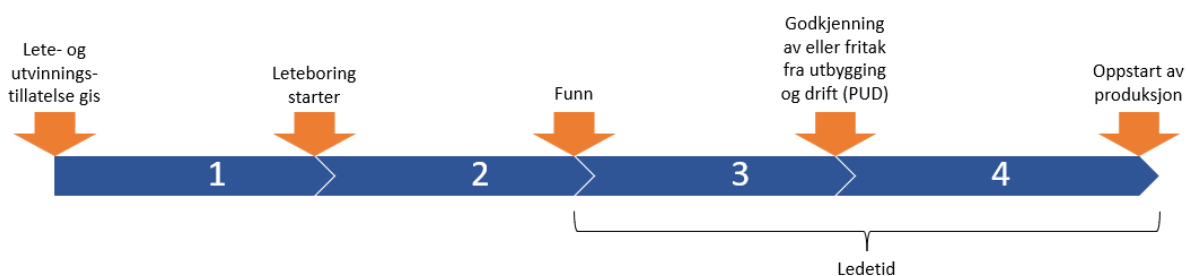 Lete- og
utvinnings-
tillatelse gis
Leteboring
starter
Funn
Godkjenning
av eller fritak
fra utbygging
og drift (PUD)
Oppstart av
produksjon
1
2
3
4
Ledetid